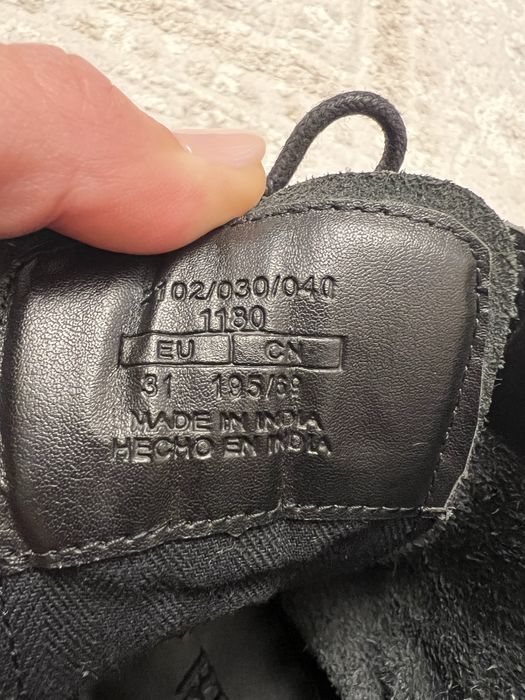 2102/030/040
1180
EU CN
31 195/69
MADE IN INDIA
HECHO EN INDIA